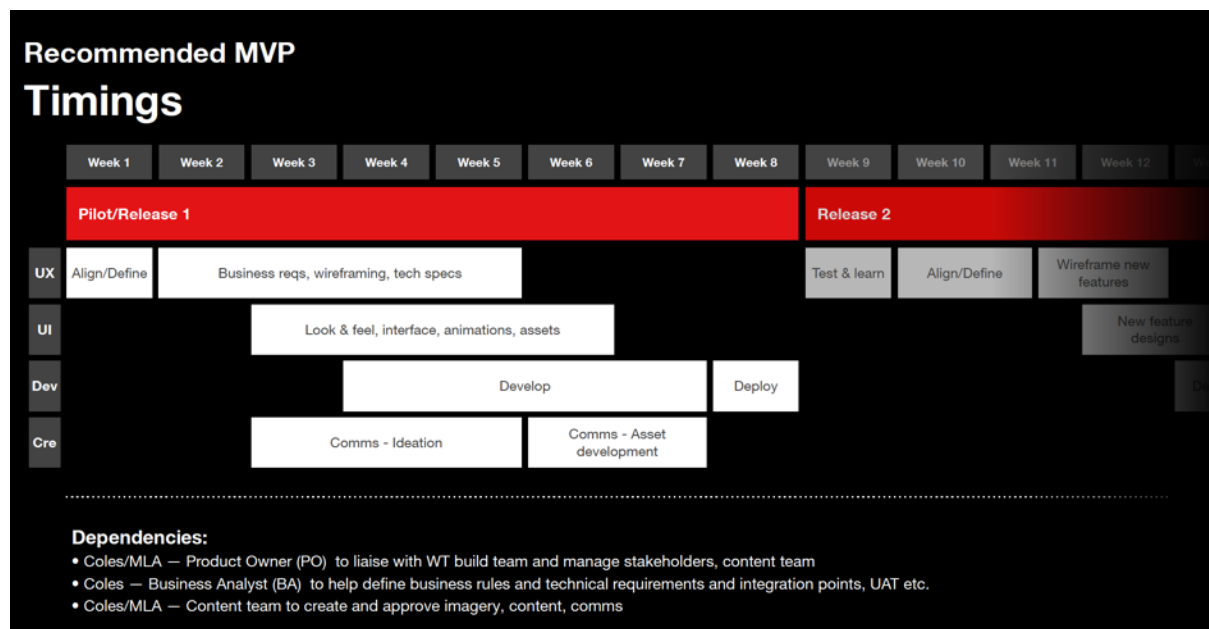 Recommended MVP
Timings
Week 1 Week 2 Week 3 Week 4 Week 5 Week 6 Week 7 Week 8 Week 9 Week 10 Week 11 Week 12
Pilot/Release 1 Release 2
UX Align/Define Business reqs, wireframing, tech specs Test & learn Align/Define Wireframe new
features
UI Look & feel, interface, animations, assets New feature
designs
Dev Develop Deploy
Cre Comms - Ideation Comms - Asset
development
Dependencies:
• Coles/MLA — Product Owner (PO) to liaise with WT build team and manage stakeholders, content team
• Coles — Business Analyst (BA) to help define business rules and technical requirements and integration points, UAT etc.
• Coles/MLA — Content team to create and approve imagery, content, comms